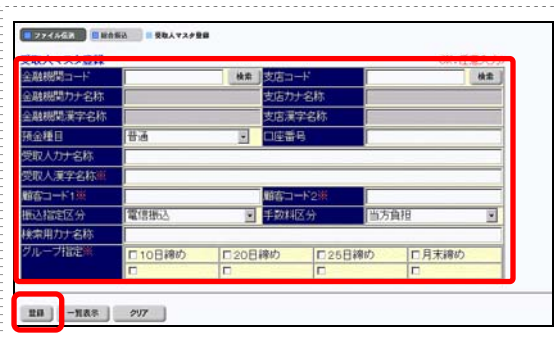 ファイル伝送 総合振込 受取人マスタ登録
受取人マスタ登録
金融機関コード 検索 支店コード 検索
金融機関カナ名称 支店カナ名称
金融機関漢字名称 支店漢字名称
預金種目 普通 口座番号
受取人カナ名称
受取人漢字名称※
顧客コード1※ 顧客コード2※
振込指定区分 電信振込 手数料区分 当方負担
検索用カナ名称
グループ指定※ 10日締め 20日締め 25日締め 月末締め
登録 一覧表示 クリア